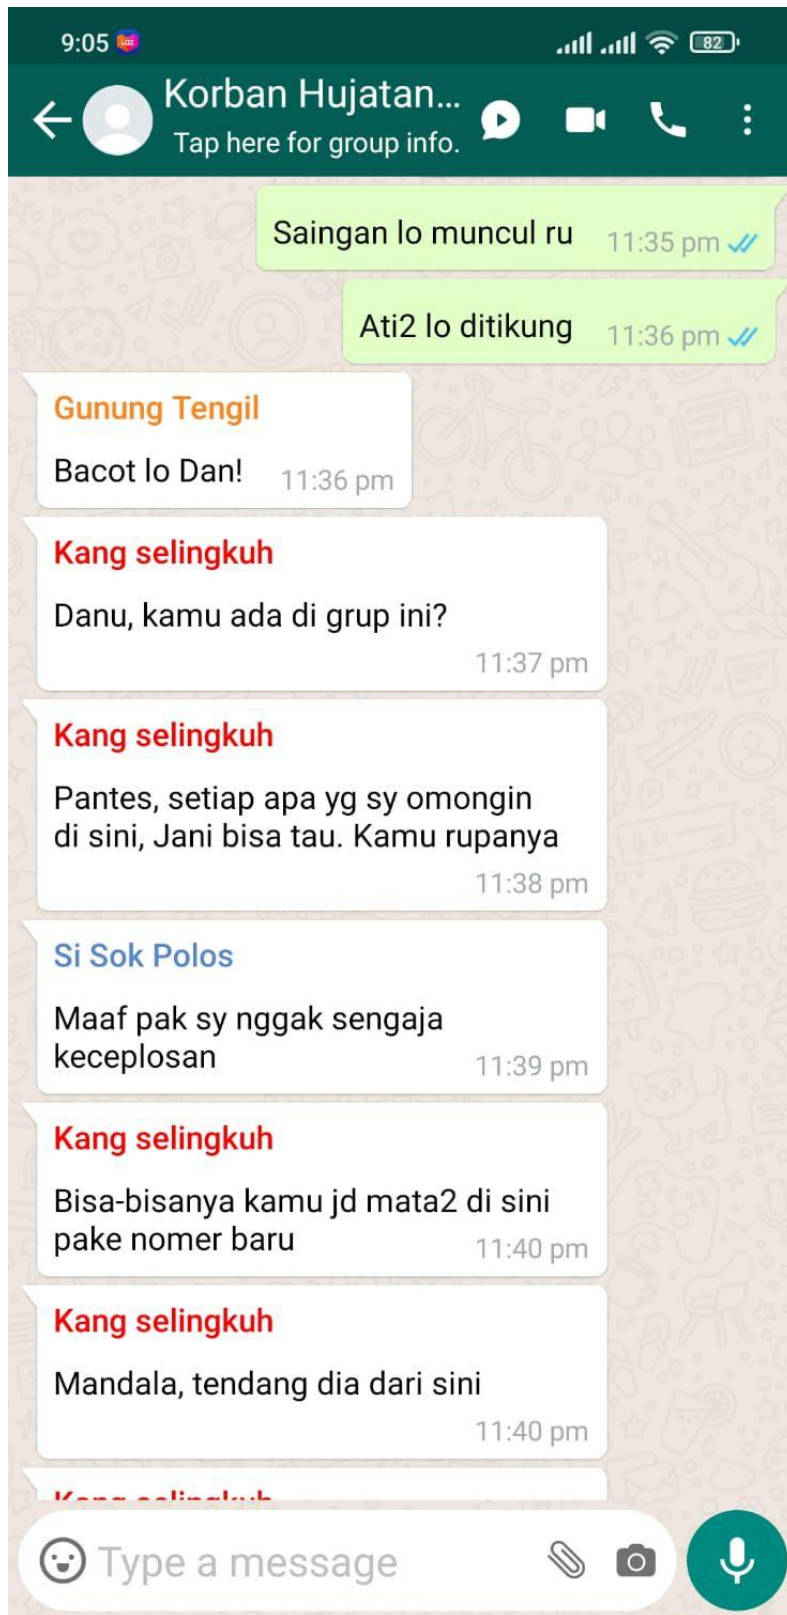 9:05
82
Korban Hujatan...
Tap here for group info.
Saingan lo muncul ru 11:35 pm
Ati2 lo ditikung 11:36 pm
Gunung Tengil
Bacot lo Dan! 11:36 pm
Kang selingkuh
Danu, kamu ada di grup ini?
11:37 pm
Kang selingkuh
Pantes, setiap apa yg sy omongin
di sini, Jani bisa tau. Kamu rupanya
11:38 pm
Si Sok Polos
Maaf pak sy nggak sengaja
keceplosan 11:39 pm
Kang selingkuh
Bisa-bisanya kamu jd mata2 di sini
pake nomer baru 11:40 pm
Kang selingkuh
Mandala, tendang dia dari sini
11:40 pm
Kang selingkuh
Type a message